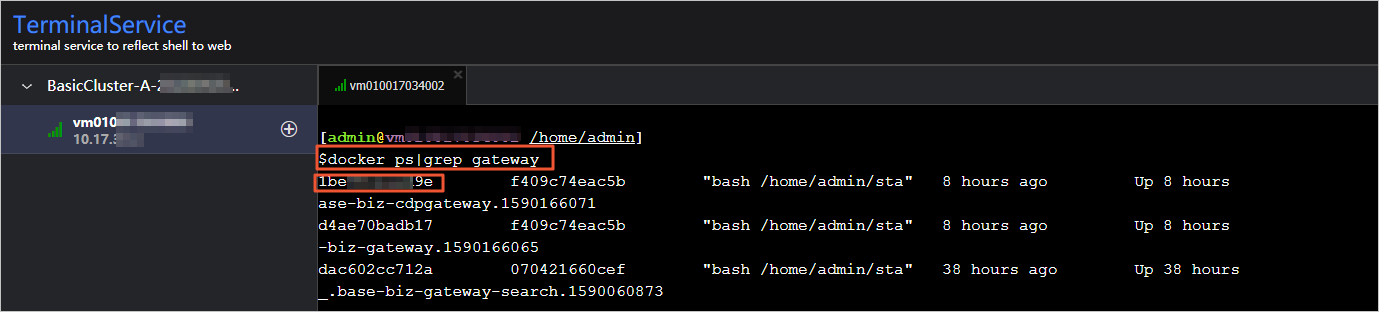 TerminalService
terminal service to reflect shell to web
BasicCluster-A-2 ..
vm010017034002
vm010
10.17.3
[admin@vm /home/admin]
$docker ps|grep gateway
1be 9e f409c74eac5b "bash /home/admin/sta" 8 hours ago Up 8 hours
ase-biz-cdpgateway.1590166071
d4ae70badb17 f409c74eac5b "bash /home/admin/sta" 8 hours ago Up 8 hours
-biz-gateway.1590166065
dac602cc712a 070421660cef "bash /home/admin/sta" 38 hours ago Up 38 hours
_.base-biz-gateway-search.1590060873